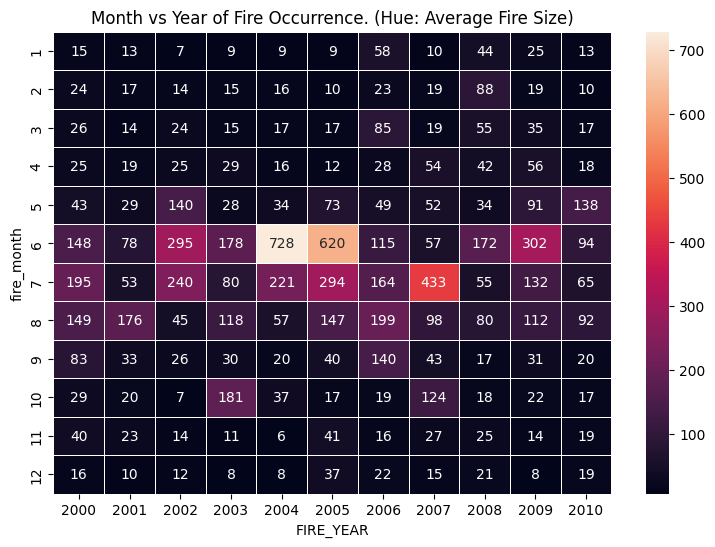 Month vs Year of Fire Occurrence. (Hue: Average Fire Size)
1 15 13 7 9 9 9 58 10 44 25 13
2 24 17 14 15 16 10 23 19 88 19 10
3 26 14 24 15 17 17 85 19 55 35 17
4 25 19 25 29 16 12 28 54 42 56 18
5 43 29 140 28 34 73 49 52 34 91 138
6 148 78 295 178 728 620 115 57 172 302 94
7 195 53 240 80 221 294 164 433 55 132 65
8 149 176 45 118 57 147 199 98 80 112 92
9 83 33 26 30 20 40 140 43 17 31 20
10 29 20 7 181 37 17 19 124 18 22 17
11 40 23 14 11 6 41 16 27 25 14 19
12 16 10 12 8 8 37 22 15 21 8 19
2000 2001 2002 2003 2004 2005 2006 2007 2008 2009 2010
FIRE_YEAR
fire_month
700
600
500
400
300
200
100